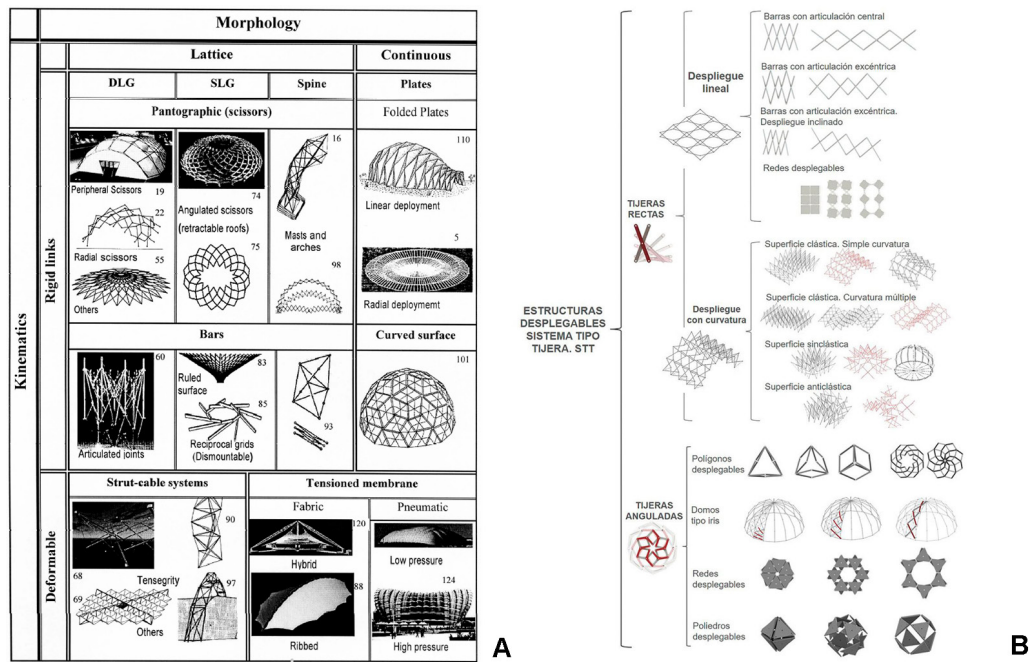 Morphology
Kinematics
Lattice
Continuous
DLG
SLG
Spine
Plates
Rigid links
Pantographic (scissors)
Folded Plates
Peripheral Scissors
19
22
Radial scissors
55
Others
74
Angulated scissors
(retractable roofs)
75
16
Masts and
arches
98
110
Linear deployment
5
Radial deployment
Bars
Curved surface
60
Articulated joints
83
Ruled
surface
85
Reciprocal grids
(Dismountable)
93
101
Deformable
Strut-cable systems
Tensioned membrane
Fabric
Pneumatic
90
68
Tensegrity
69
Others
97
120
Hybrid
88
Ribbed
Low pressure
124
High pressure
A
ESTRUCTURAS
DESPLEGABLES
SISTEMA TIPO
TIJERA. STT
TIJERAS
RECTAS
Despliegue
lineal
Barras con articulación central
Barras con articulación excéntrica
Barras con articulación excéntrica.
Despliegue inclinado
Redes desplegables
Despliegue
con curvatura
Superficie clástica. Simple curvatura
Superficie clástica. Curvatura múltiple
Superficie sinclástica
Superficie anticlástica
TIJERAS
ANGULADAS
Polígonos
desplegables
Domos
tipo iris
Redes
desplegables
Poliedros
desplegables
B